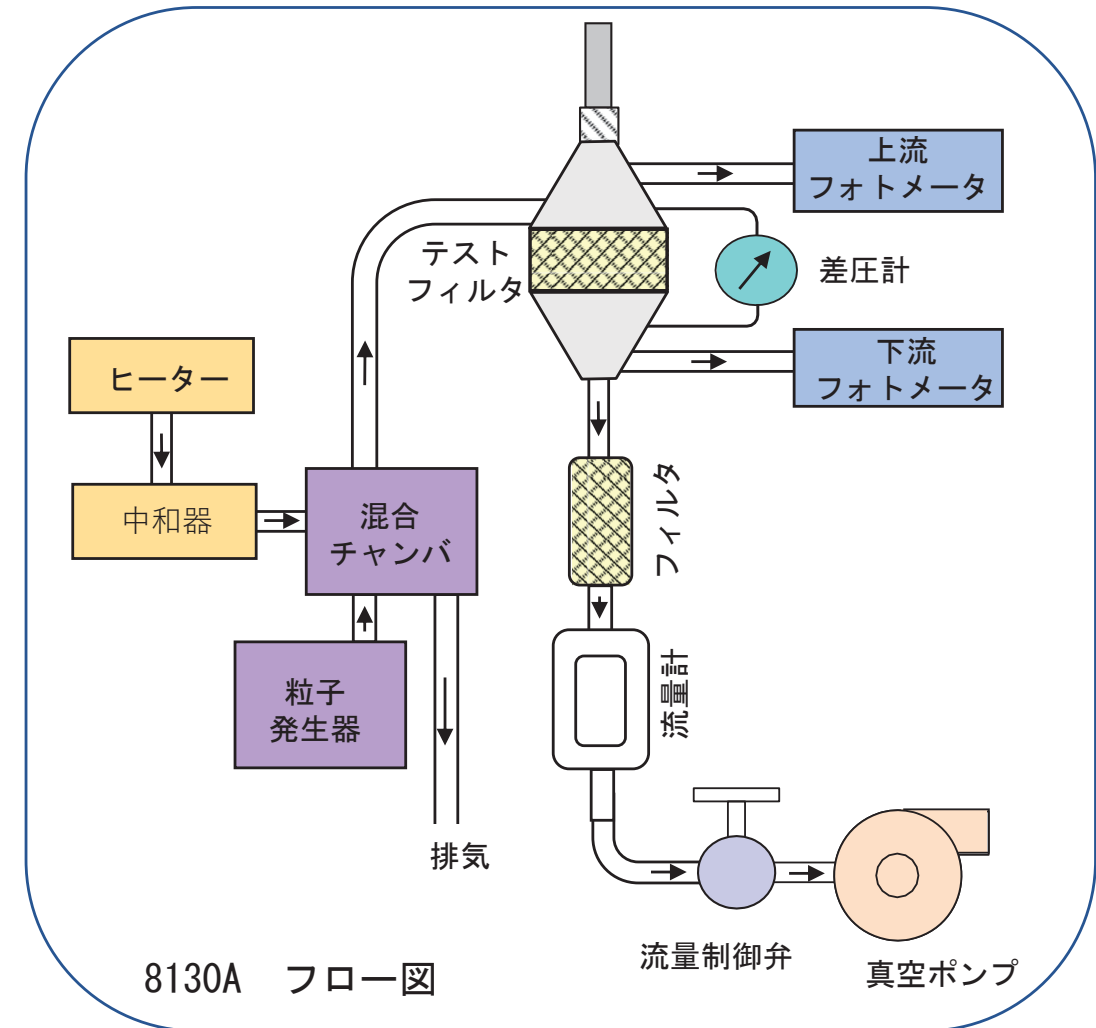 上流
フォトメータ
テスト
フィルタ
差圧計
下流
フォトメータ
ヒーター
中和器
混合
チャンバ
フィルタ
粒子
発生器
流量計
排気
流量制御弁
真空ポンプ
8130A フロー図